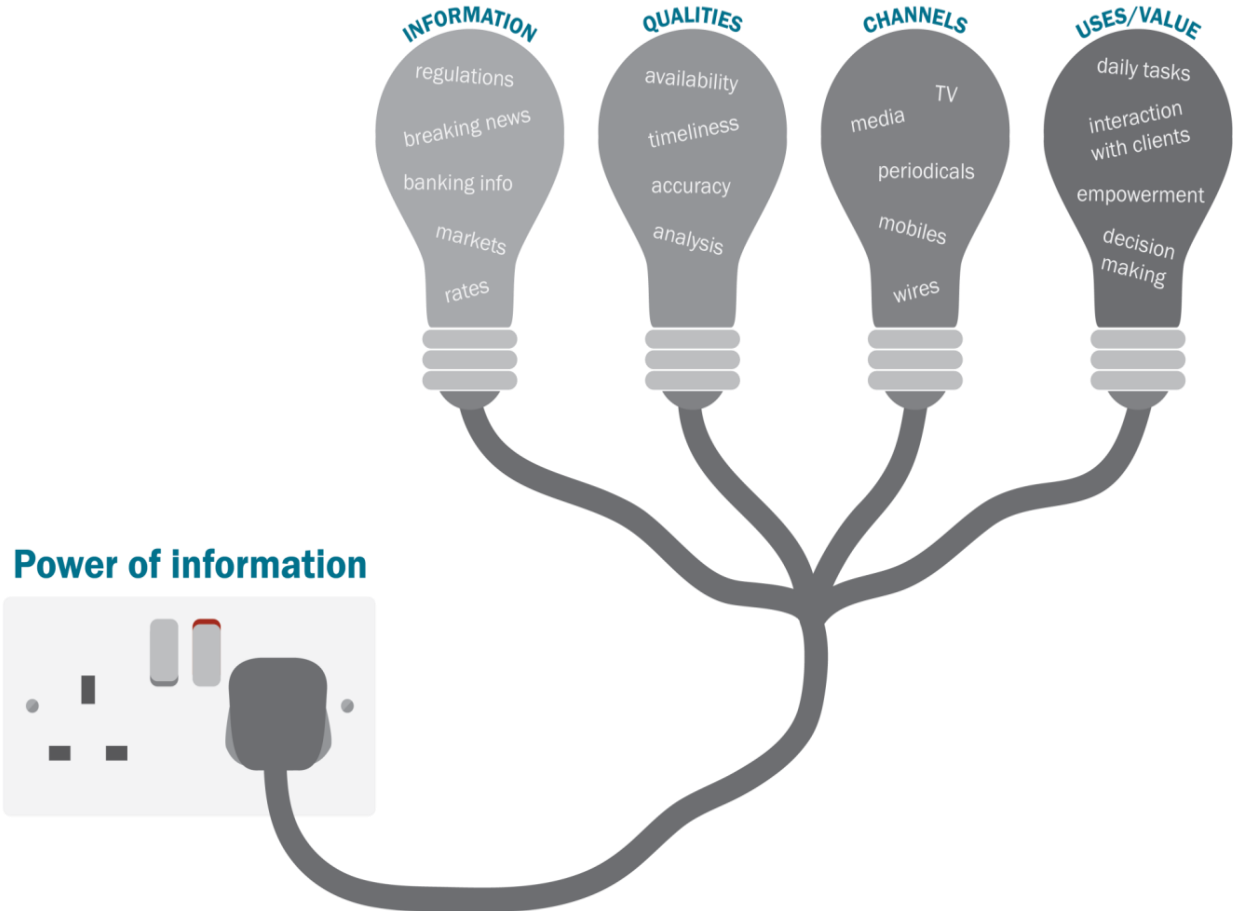 INFORMATION
regulations
breaking news
banking info
markets
rates
QUALITIES
availability
timeliness
accuracy
analysis
CHANNELS
TV
media
periodicals
mobiles
wires
USES/VALUE
daily tasks
interaction
with clients
empowerment
decision
making
Power of information